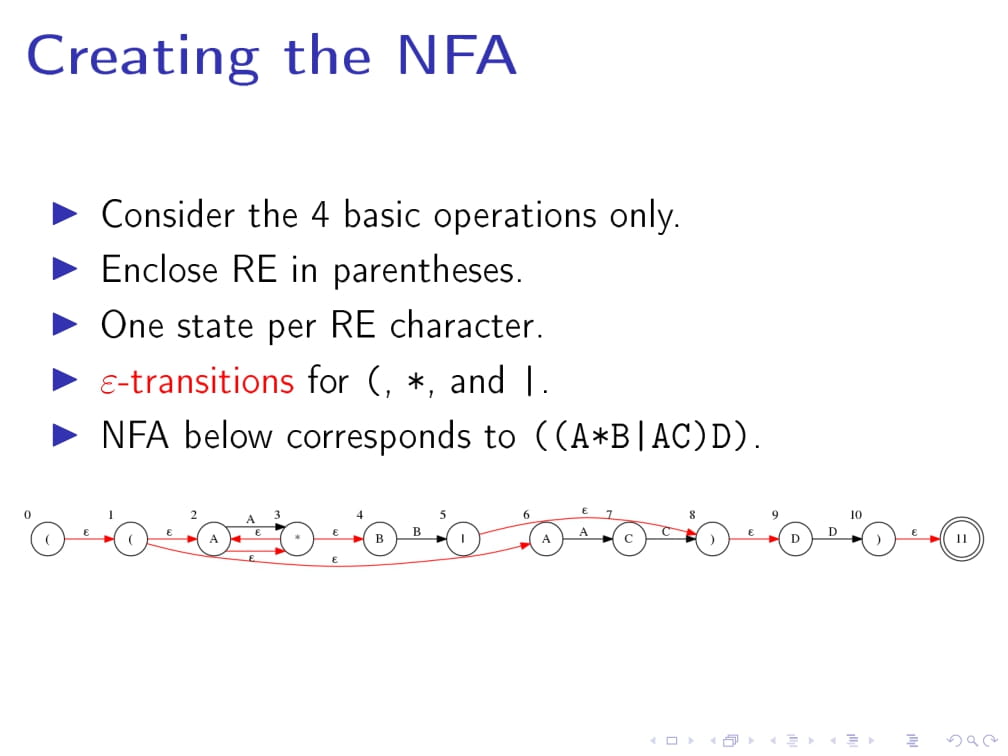 Creating the NFA
Consider the 4 basic operations only.
Enclose RE in parentheses.
One state per RE character.
ε-transitions for (, *, and |.
NFA below corresponds to ((A*B|AC)D).
0 1 2 3 4 5 6 7 8 9 10
ε ε A ε ε ε ε B ε A C ε D ε
( ( A * B | A C ) D ) 11